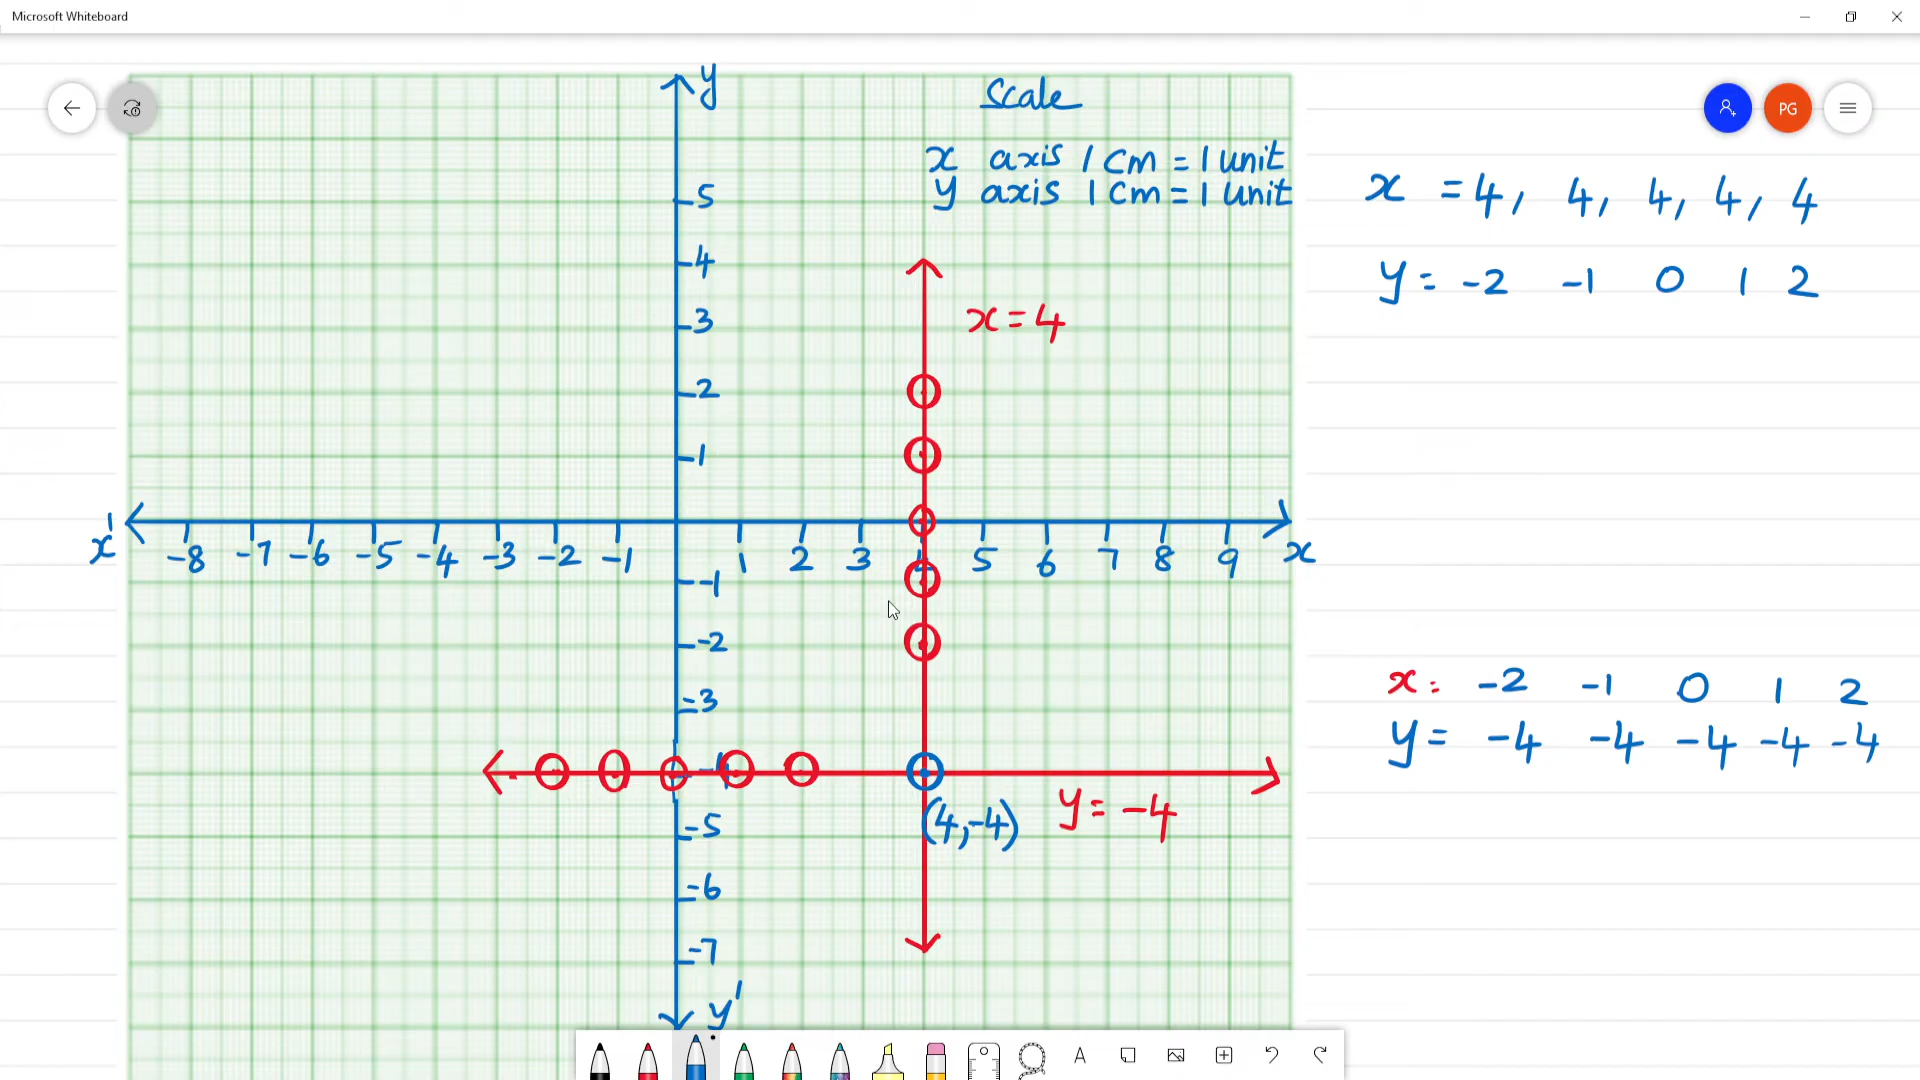 Microsoft Whiteboard
PG
y
Scale
x axis 1 cm = 1 unit
y axis 1 cm = 1 unit
x = 4, 4, 4, 4, 4
y = -2 -1 0 1 2
5
4
3
2
1
x = 4
x' -8 -7 -6 -5 -4 -3 -2 -1 1 2 3 4 5 6 7 8 9 x
-1
-2
-3
-4
-5
-6
-7
y'
(4,-4)
y = -4
x = -2 -1 0 1 2
y = -4 -4 -4 -4 -4